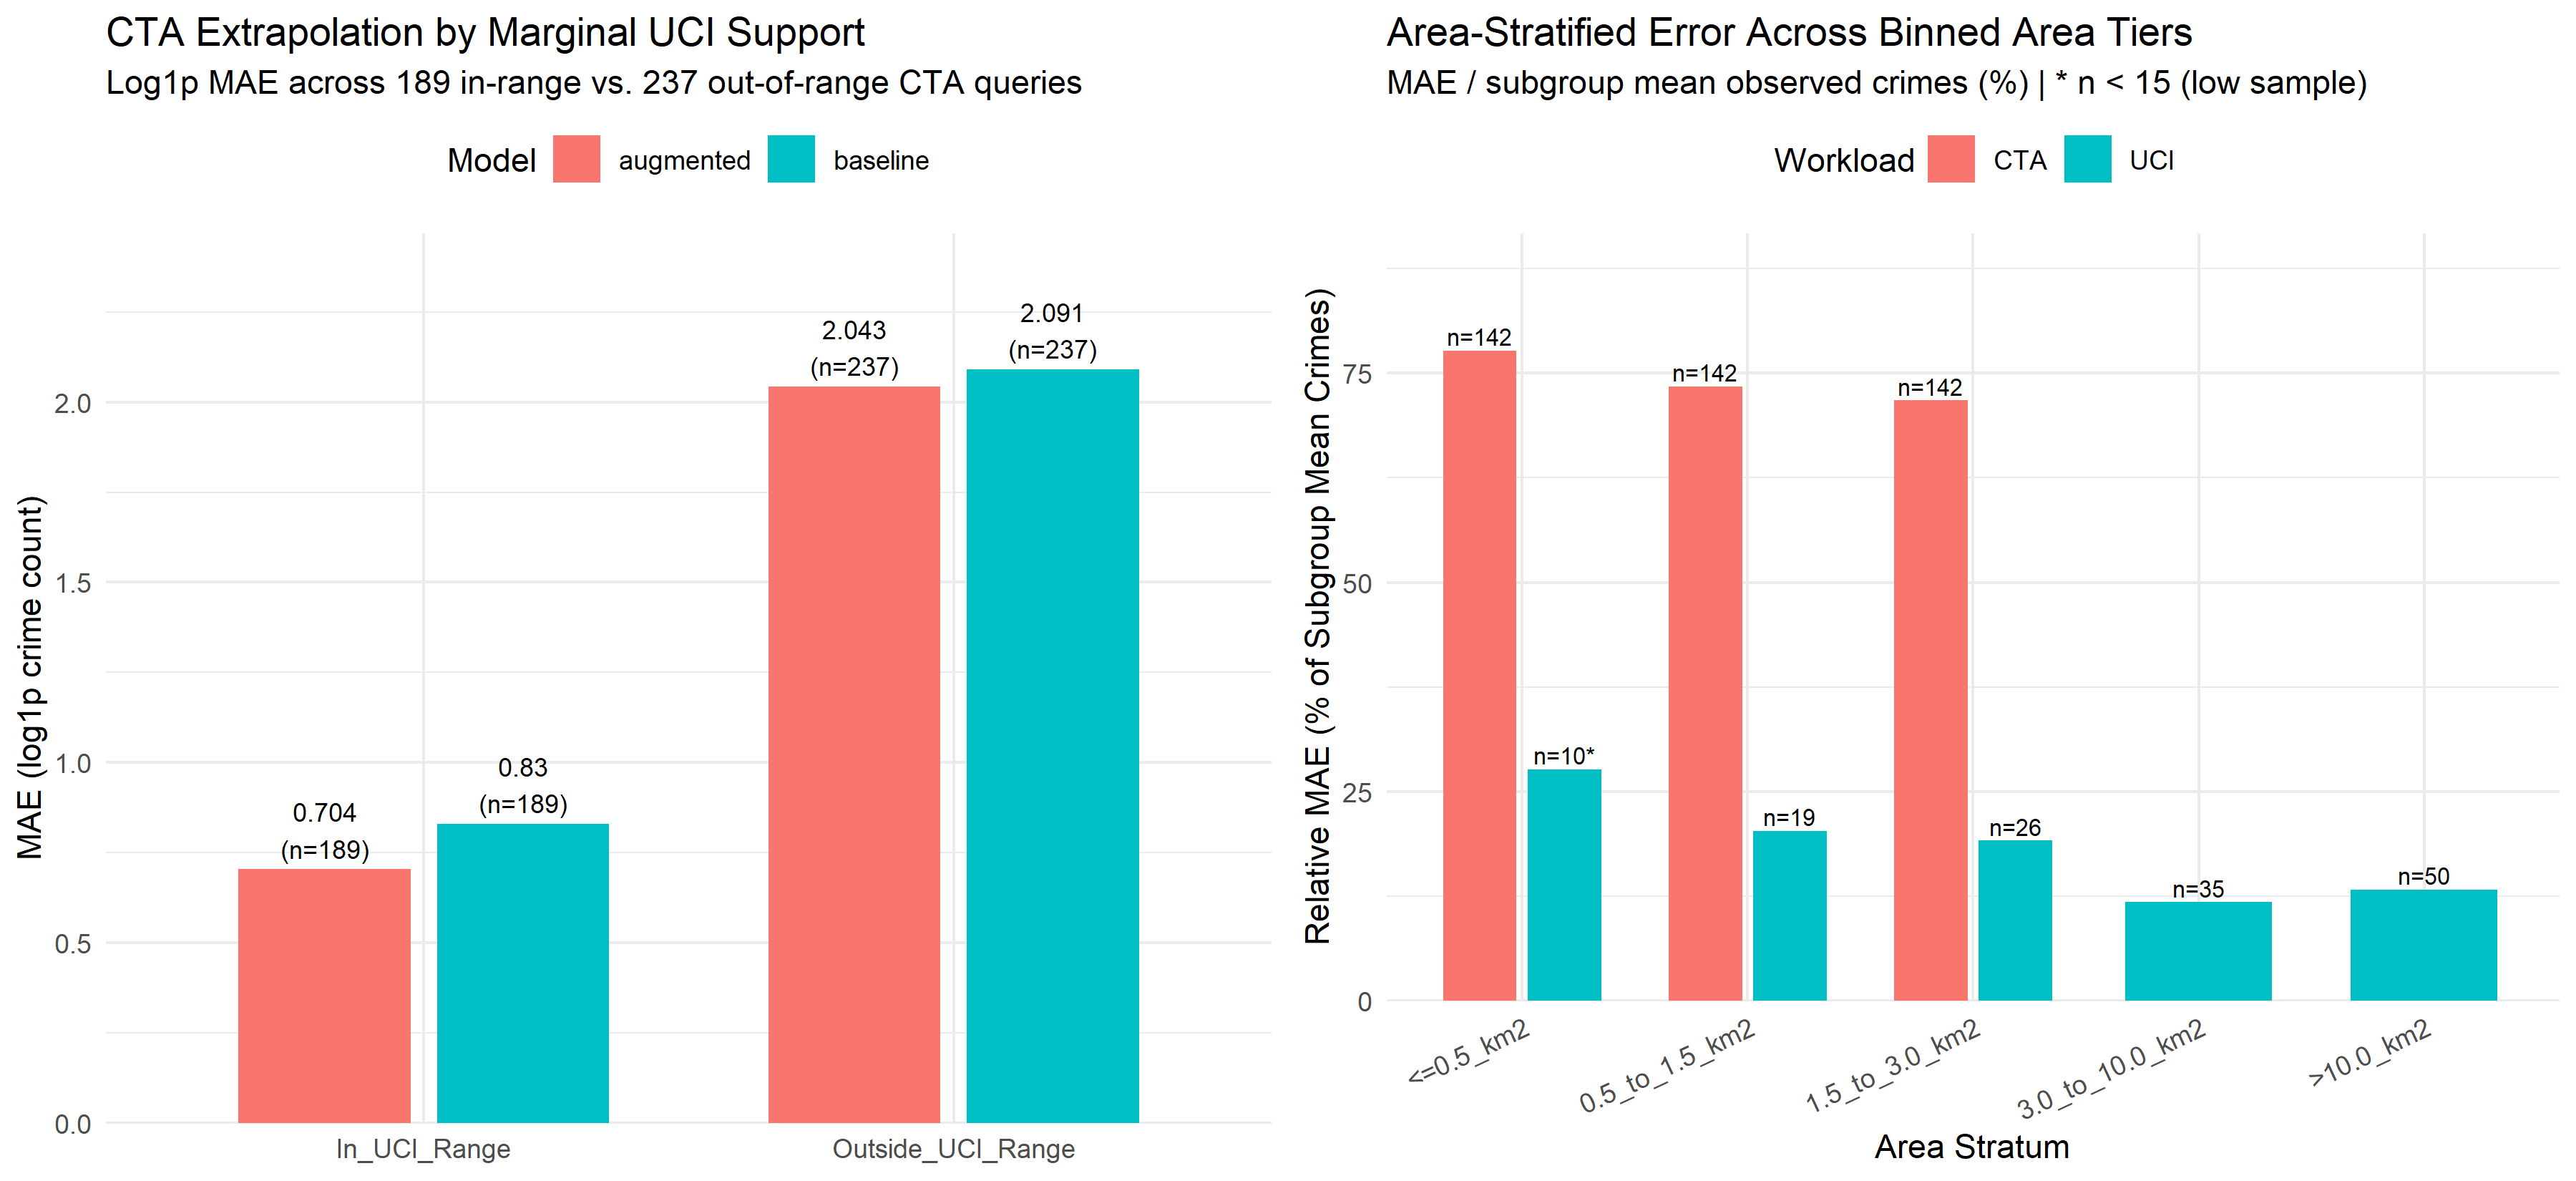 CTA Extrapolation by Marginal UCI Support
Log1p MAE across 189 in-range vs. 237 out-of-range CTA queries
Model augmented baseline
MAE (log1p crime count)
2.0
1.5
1.0
0.5
0.0
0.704
(n=189)
0.83
(n=189)
2.043
(n=237)
2.091
(n=237)
In_UCI_Range
Outside_UCI_Range
Area-Stratified Error Across Binned Area Tiers
MAE / subgroup mean observed crimes (%) | * n < 15 (low sample)
Workload CTA UCI
Relative MAE (% of Subgroup Mean Crimes)
75
50
25
0
n=142
n=10*
n=142
n=19
n=142
n=26
n=35
n=50
<=0.5_km2
0.5_to_1.5_km2
1.5_to_3.0_km2
3.0_to_10.0_km2
>10.0_km2
Area Stratum